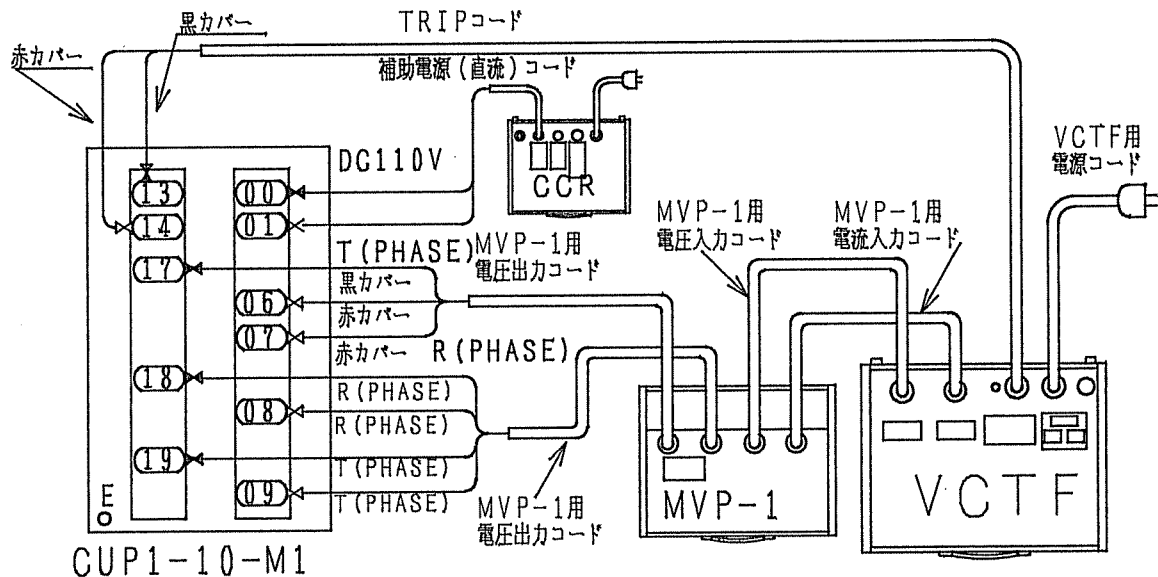 TRIPコード
黒カバー
赤カバー
補助電源(直流)コード
DC110V
CCR
VCTF用
電源コード
MVP-1用
電圧入力コード
MVP-1用
電流入力コード
13
14
17
18
19
00
01
06
07
08
09
T(PHASE)
MVP-1用
電圧出力コード
黒カバー
赤カバー
赤カバー
R(PHASE)
R(PHASE)
R(PHASE)
T(PHASE)
T(PHASE)
MVP-1用
電圧出力コード
MVP-1
VCTF
E
CUP1-10-M1